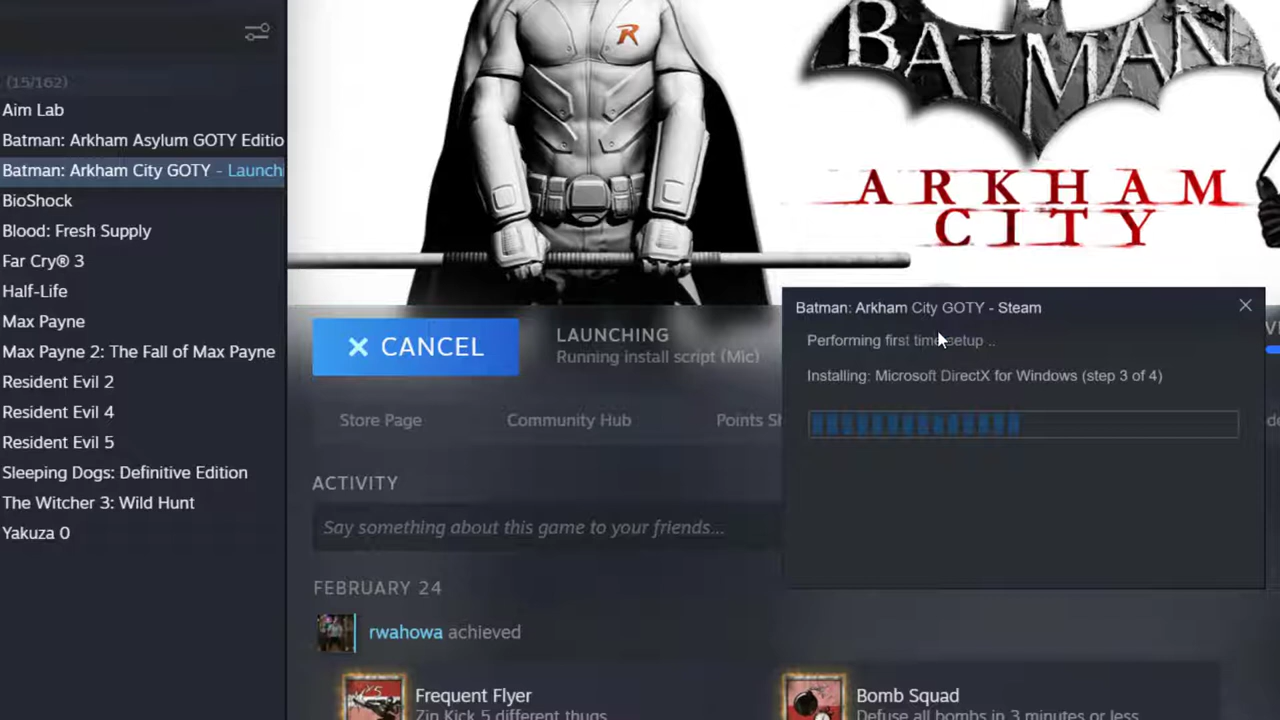 (15/162)
Aim Lab
Batman: Arkham Asylum GOTY Editio
Batman: Arkham City GOTY - Launch
BioShock
Blood: Fresh Supply
Far Cry® 3
Half-Life
Max Payne
Max Payne 2: The Fall of Max Payne
Resident Evil 2
Resident Evil 4
Resident Evil 5
Sleeping Dogs: Definitive Edition
The Witcher 3: Wild Hunt
Yakuza 0
R
BATMAN
ARKHAM
CITY
CANCEL
LAUNCHING
Running install script (Mic)
Batman: Arkham City GOTY - Steam
Performing first time setup ..
Installing: Microsoft DirectX for Windows (step 3 of 4)
Store Page
Community Hub
Points Sh
ACTIVITY
Say something about this game to your friends...
FEBRUARY 24
rwahowa achieved
Frequent Flyer
Zip Kick 5 different thugs
Bomb Squad
Defuse all bombs in 3 minutes or less